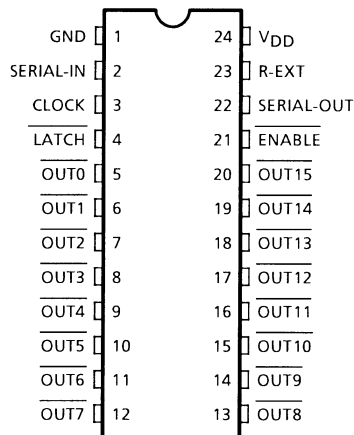 GND 1 24 VDD
SERIAL-IN 2 23 R-EXT
CLOCK 3 22 SERIAL-OUT
LATCH 4 21 ENABLE
OUT0 5 20 OUT15
OUT1 6 19 OUT14
OUT2 7 18 OUT13
OUT3 8 17 OUT12
OUT4 9 16 OUT11
OUT5 10 15 OUT10
OUT6 11 14 OUT9
OUT7 12 13 OUT8